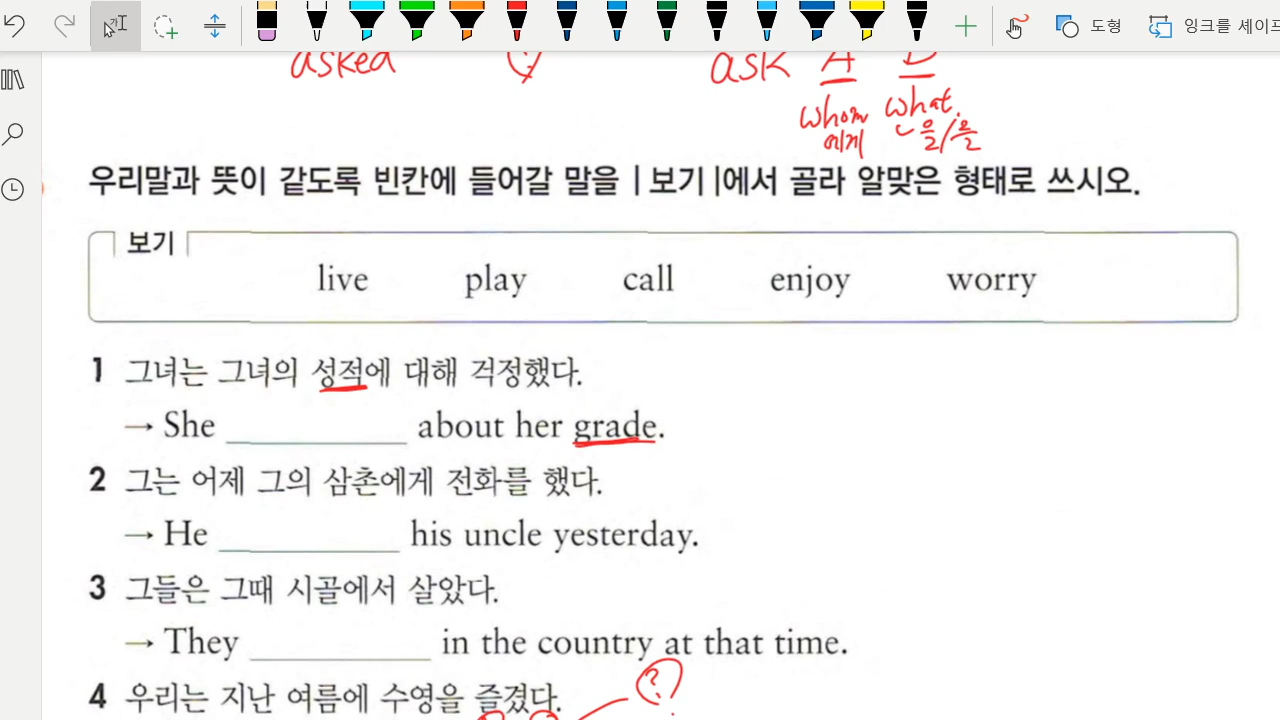 도형
잉크를 셰이프
asked
ask A B
whom what
에게 을/를
우리말과 뜻이 같도록 빈칸에 들어갈 말을 |보기|에서 골라 알맞은 형태로 쓰시오.
보기
live play call enjoy worry
1 그녀는 그녀의 성적에 대해 걱정했다.
→ She __________ about her grade.
2 그는 어제 그의 삼촌에게 전화를 했다.
→ He __________ his uncle yesterday.
3 그들은 그때 시골에서 살았다.
→ They __________ in the country at that time.
4 우리는 지난 여름에 수영을 즐겼다.
?